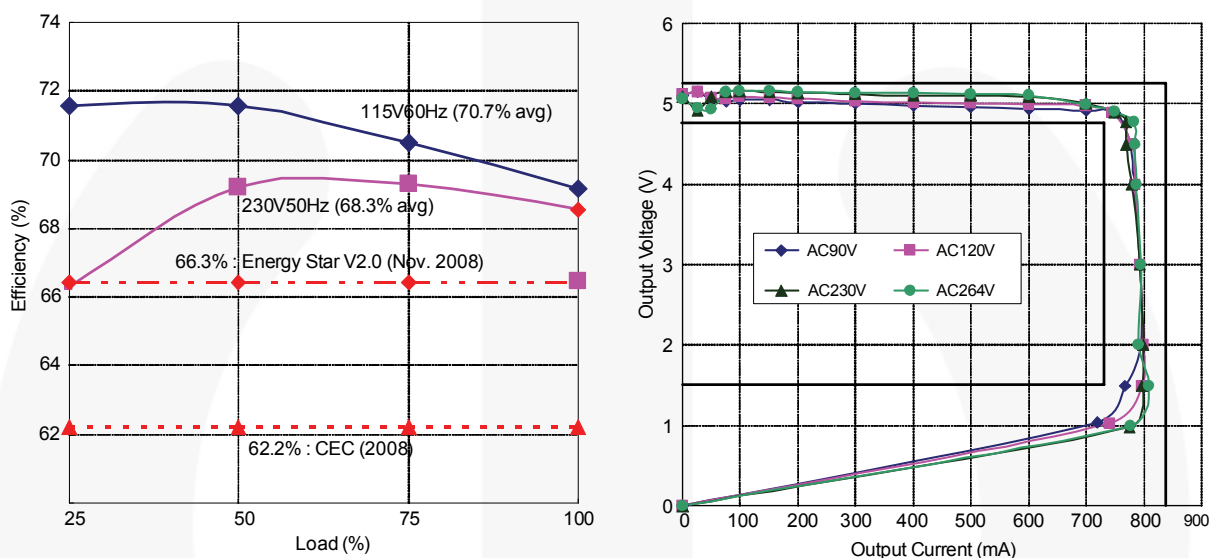 74
72
70
68
66
64
62
Efficiency (%)
115V60Hz (70.7% avg)
230V50Hz (68.3% avg)
66.3% : Energy Star V2.0 (Nov. 2008)
62.2% : CEC (2008)
25 50 75 100
Load (%)
6
5
4
3
2
1
0
Output Voltage (V)
AC90V AC120V
AC230V AC264V
0 100 200 300 400 500 600 700 800 900
Output Current (mA)